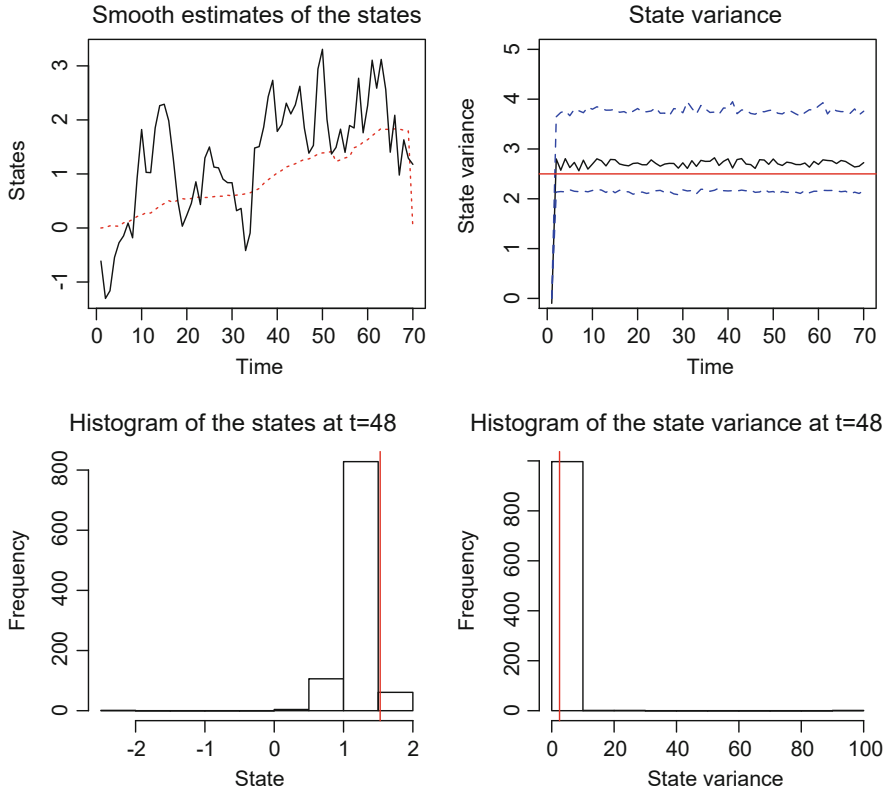 Smooth estimates of the states
States
3
2
1
0
-1
0 10 20 30 40 50 60 70
Time
State variance
State variance
5
4
3
2
1
0
0 10 20 30 40 50 60 70
Time
Histogram of the states at t=48
Frequency
800
600
400
200
0
-2 -1 0 1 2
State
Histogram of the state variance at t=48
Frequency
800
600
400
200
0
0 20 40 60 80 100
State variance